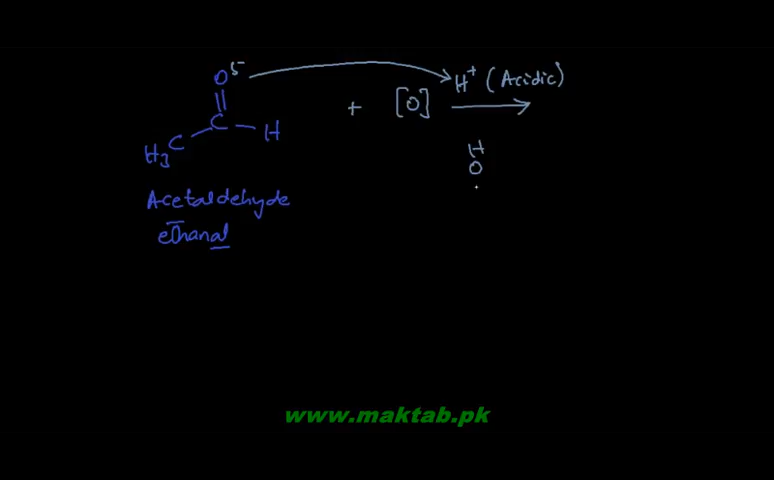 O δ-
H+ (Acidic)
+ [O]
C
H
H3C
H
O
Acetaldehyde
ethanal
www.maktab.pk